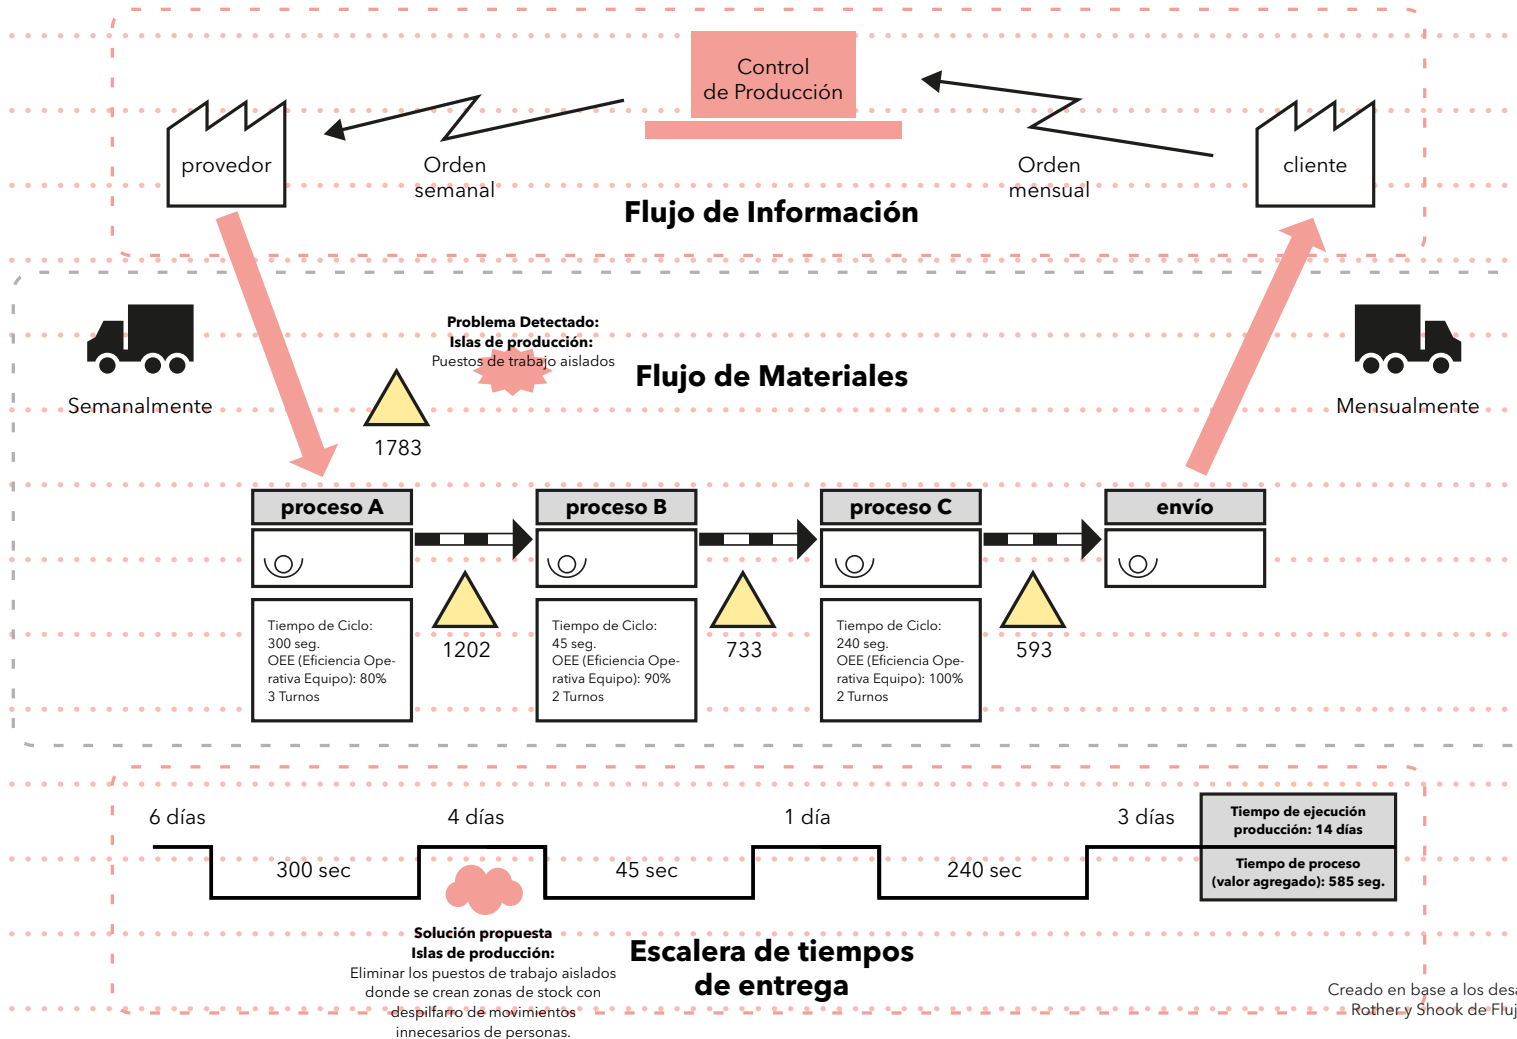 Control
de Producción
provedor
Orden
semanal
Orden
mensual
cliente
Flujo de Información
Semanalmente
Problema Detectado:
Islas de producción:
Puestos de trabajo aislados
Flujo de Materiales
Mensualmente
1783
proceso A
proceso B
proceso C
envío
Tiempo de Ciclo:
300 seg.
OEE (Eficiencia Ope-
rativa Equipo): 80%
3 Turnos
1202
Tiempo de Ciclo:
45 seg.
OEE (Eficiencia Ope-
rativa Equipo): 90%
2 Turnos
733
Tiempo de Ciclo:
240 seg.
OEE (Eficiencia Ope-
rativa Equipo): 100%
2 Turnos
593
6 días
4 días
1 día
3 días
300 sec
45 sec
240 sec
Tiempo de ejecución
producción: 14 días
Tiempo de proceso
(valor agregado): 585 seg.
Solución propuesta
Islas de producción:
Eliminar los puestos de trabajo aislados
donde se crean zonas de stock con
despilfarro de movimientos
innecesarios de personas.
Escalera de tiempos
de entrega
Creado en base a los
Rother y Shook de